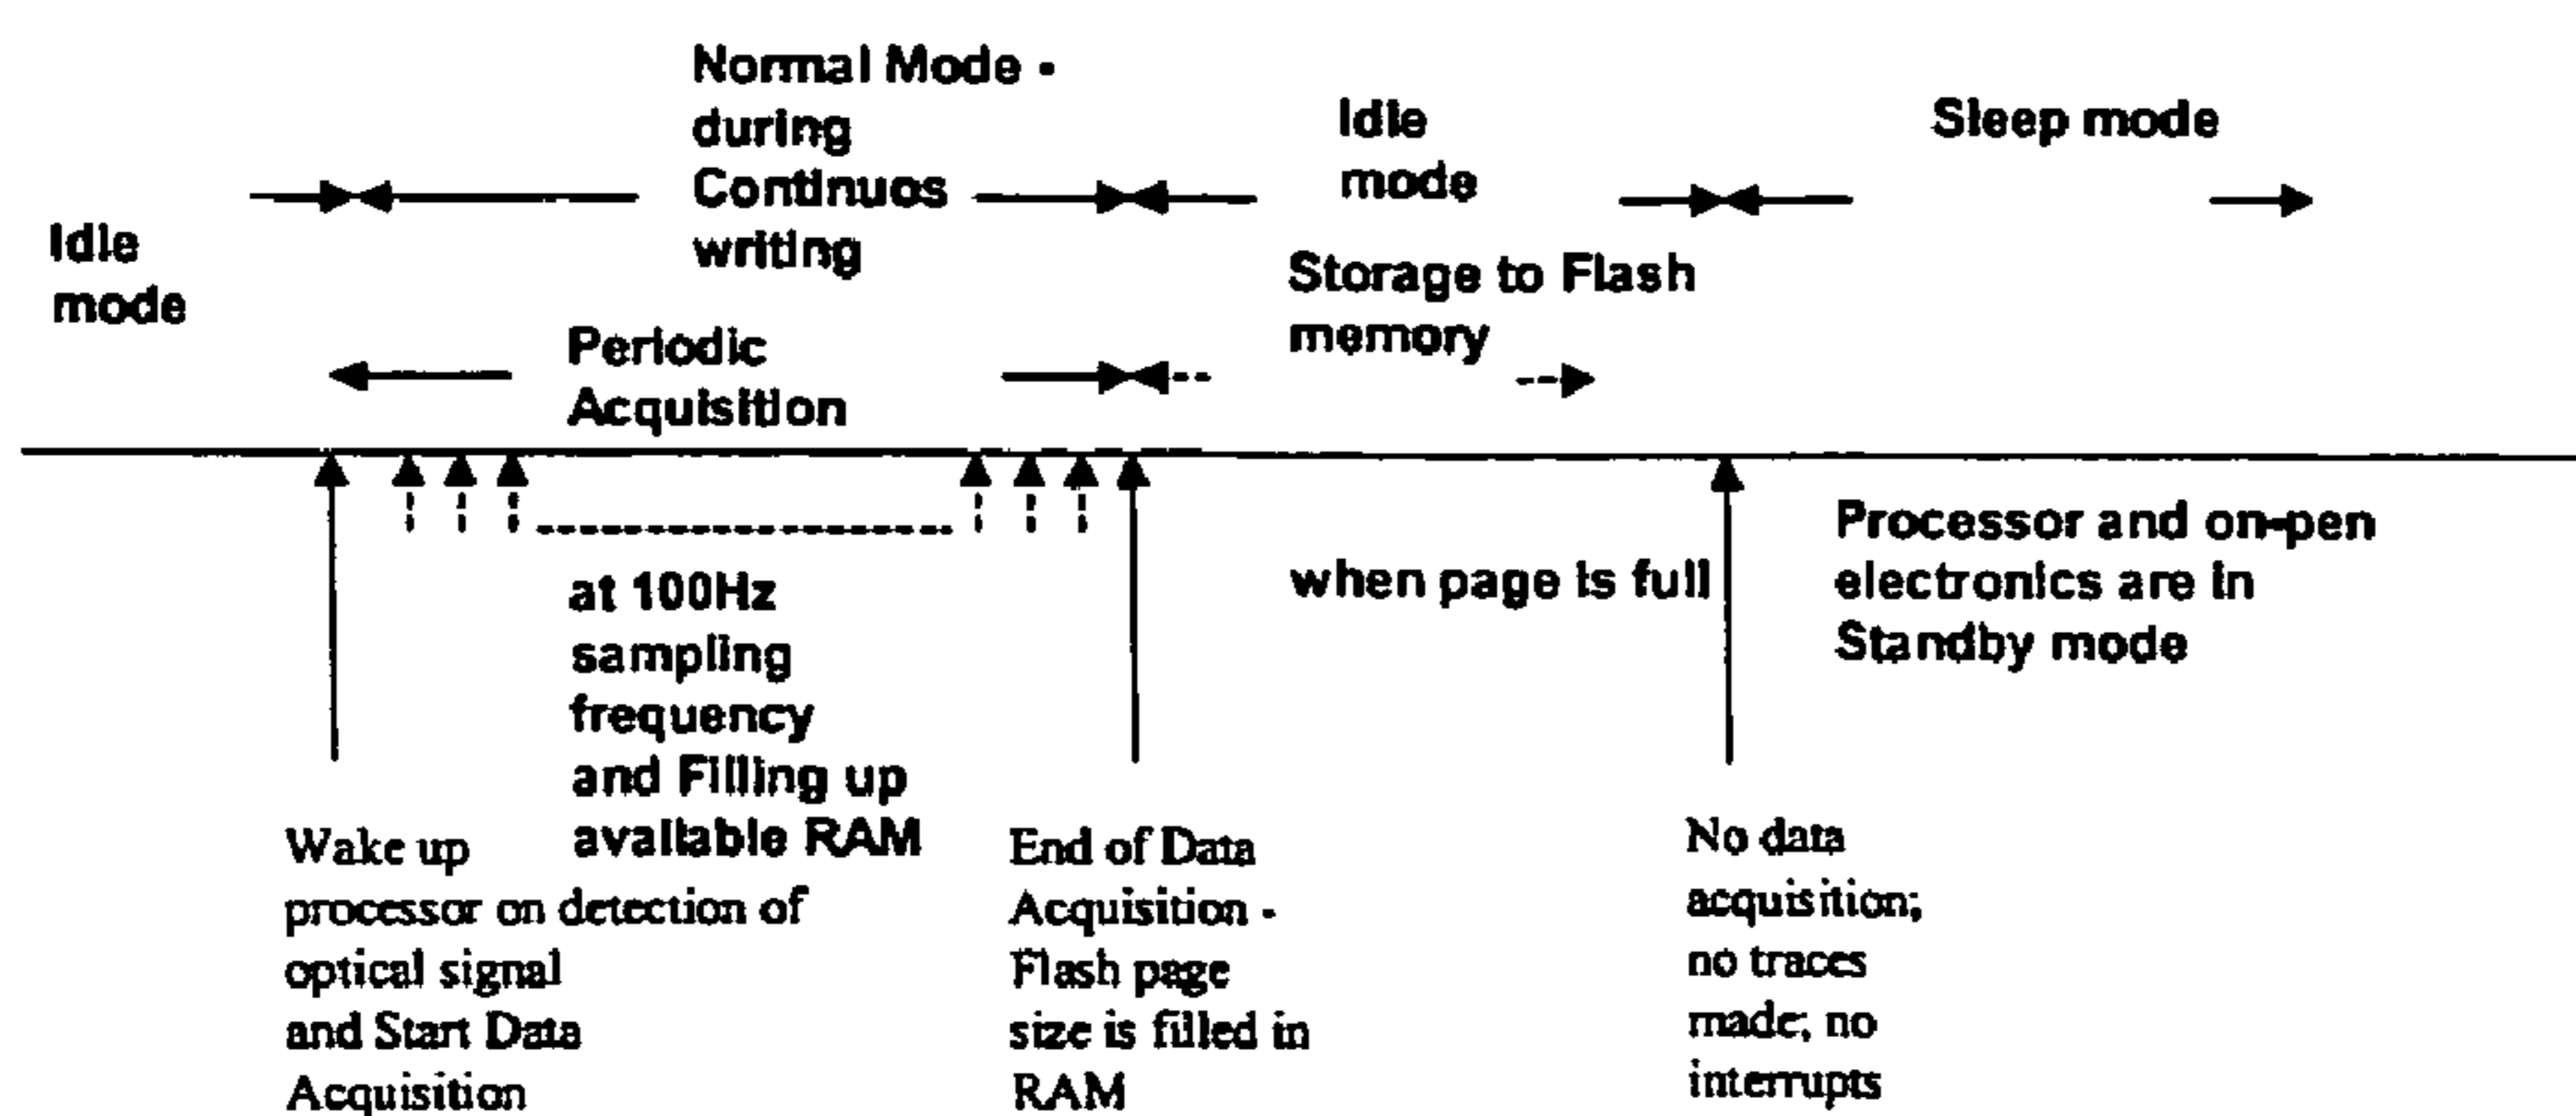 Idle
mode
Normal Mode -
during
Continuos
writing
Periodic
Acquisition
Idle
mode
Storage to Flash
memory
Sleep mode
at 100Hz
sampling
frequency
and Filling up
available RAM
when page is full
Processor and on-pen
electronics are in
Standby mode
Wake up
processor on detection of
optical signal
and Start Data
Acquisition
End of Data
Acquisition -
Flash page
size is filled in
RAM
No data
acquisition;
no traces
made; no
interrupts